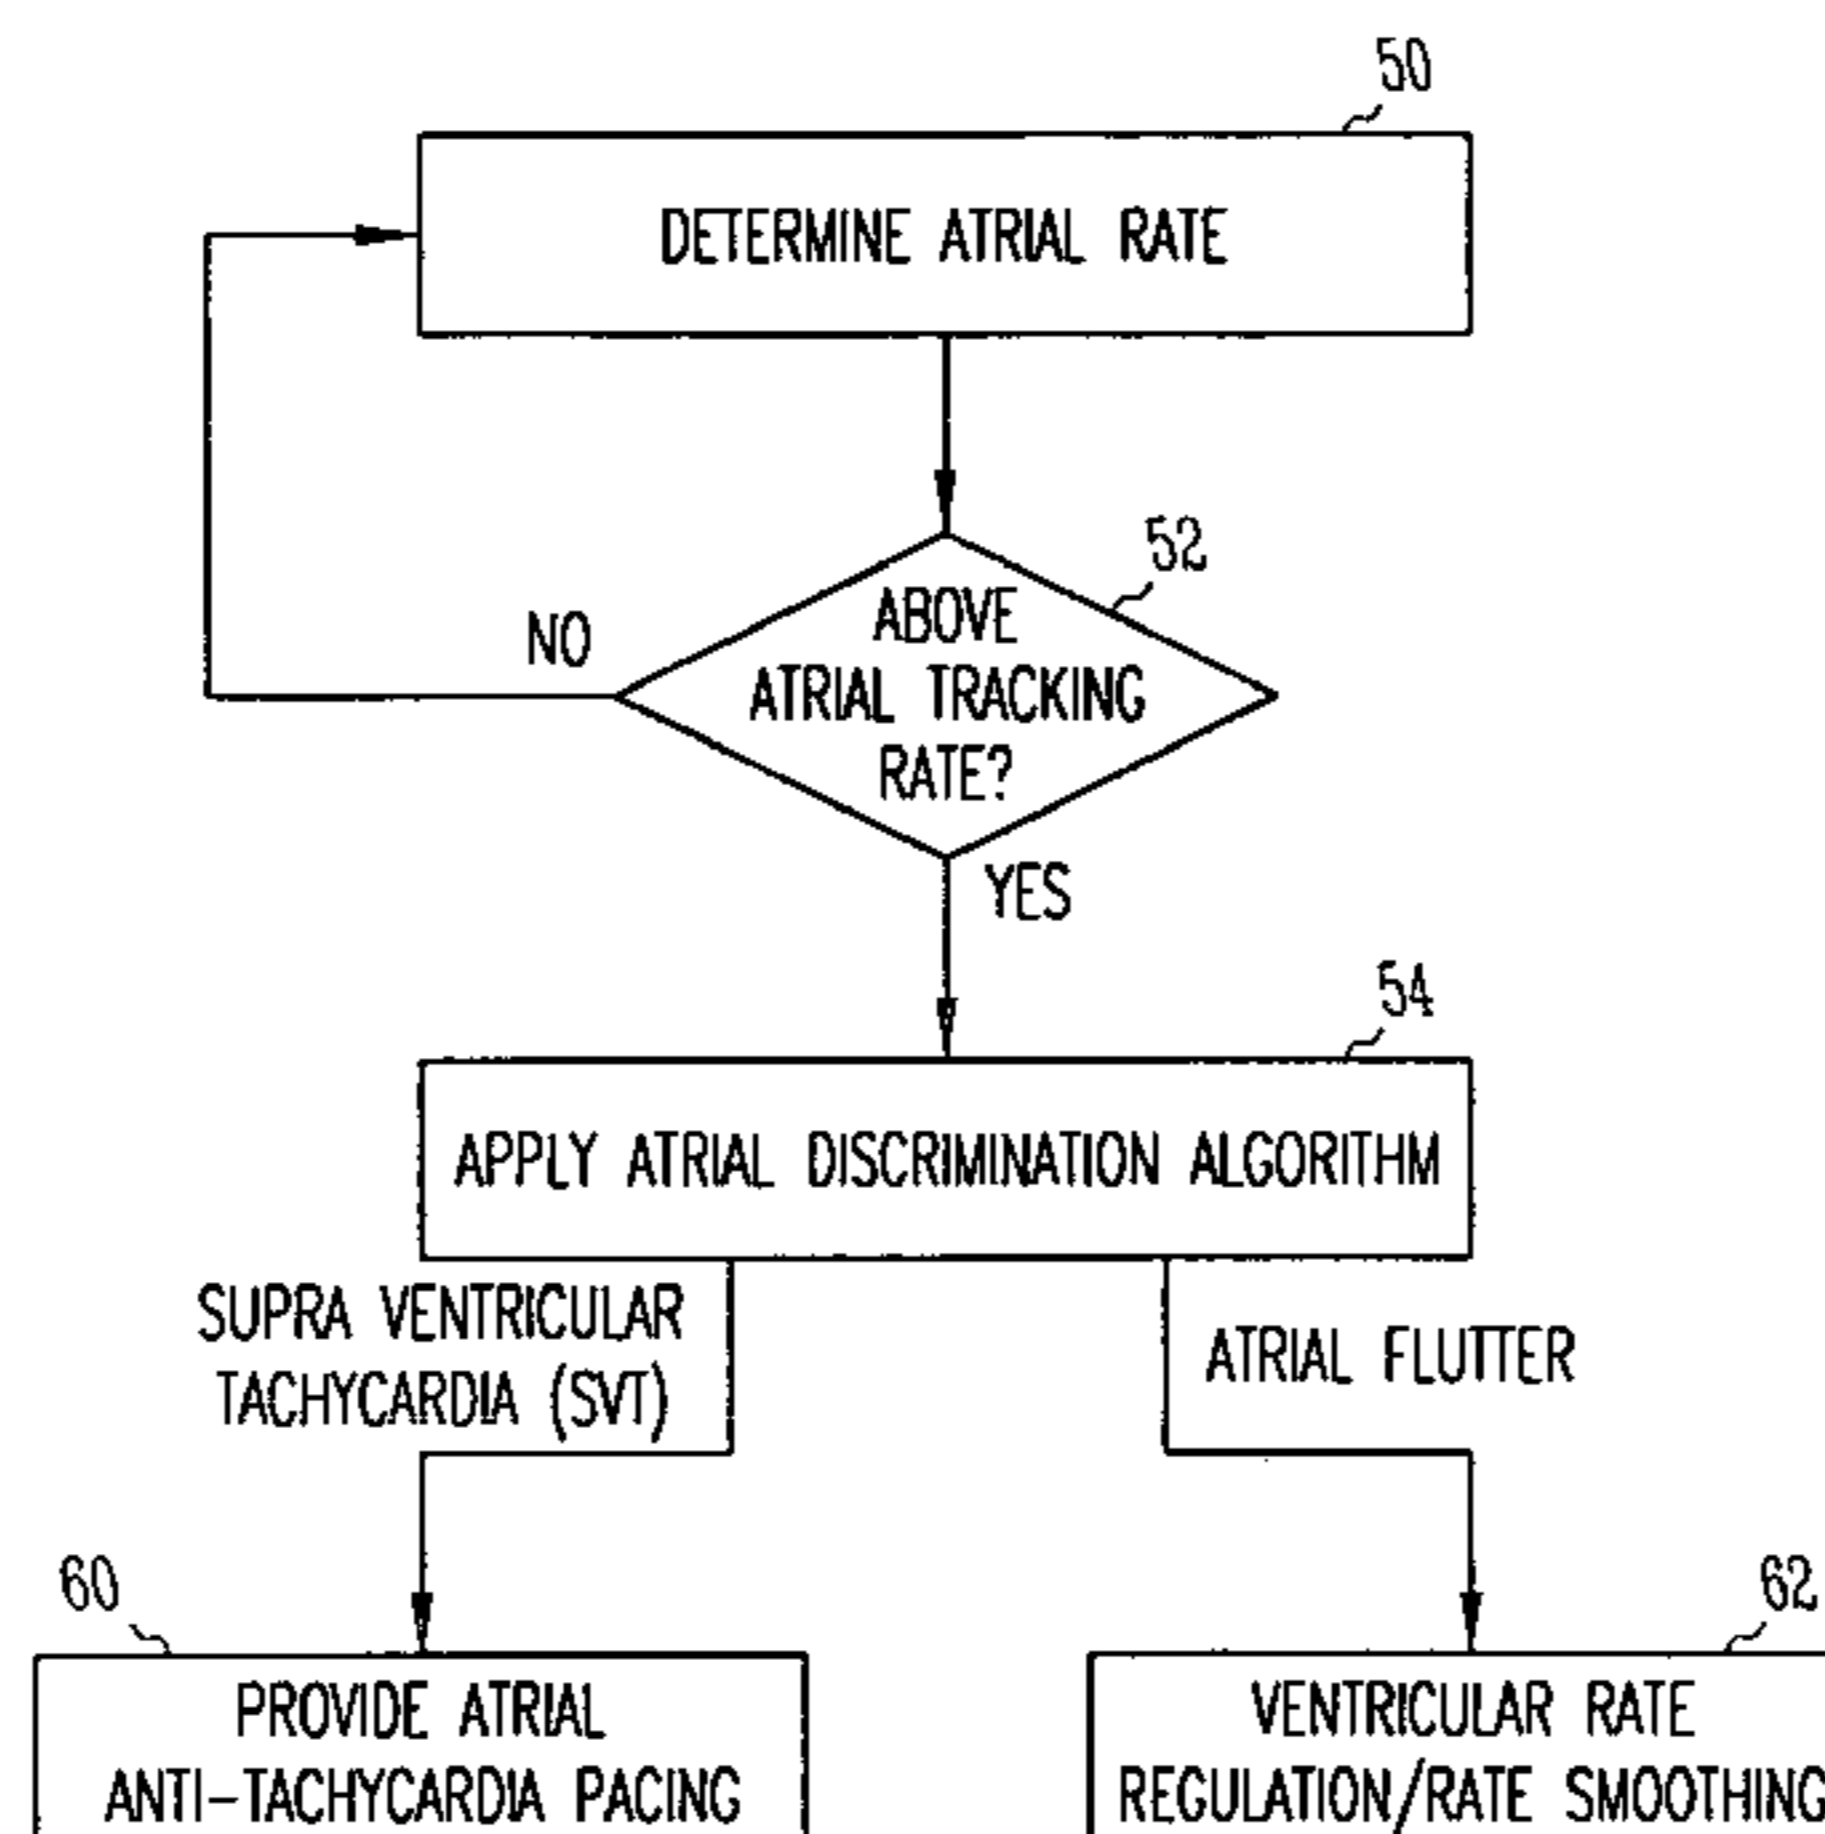 50
DETERMINE ATRIAL RATE
52
ABOVE
ATRIAL TRACKING
RATE?
NO
YES
54
APPLY ATRIAL DISCRIMINATION ALGORITHM
SUPRA VENTRICULAR
TACHYCARDIA (SVT)
ATRIAL FLUTTER
60
PROVIDE ATRIAL
ANTI-TACHYCARDIA PACING
62
VENTRICULAR RATE
REGULATION/RATE SMOOTHING